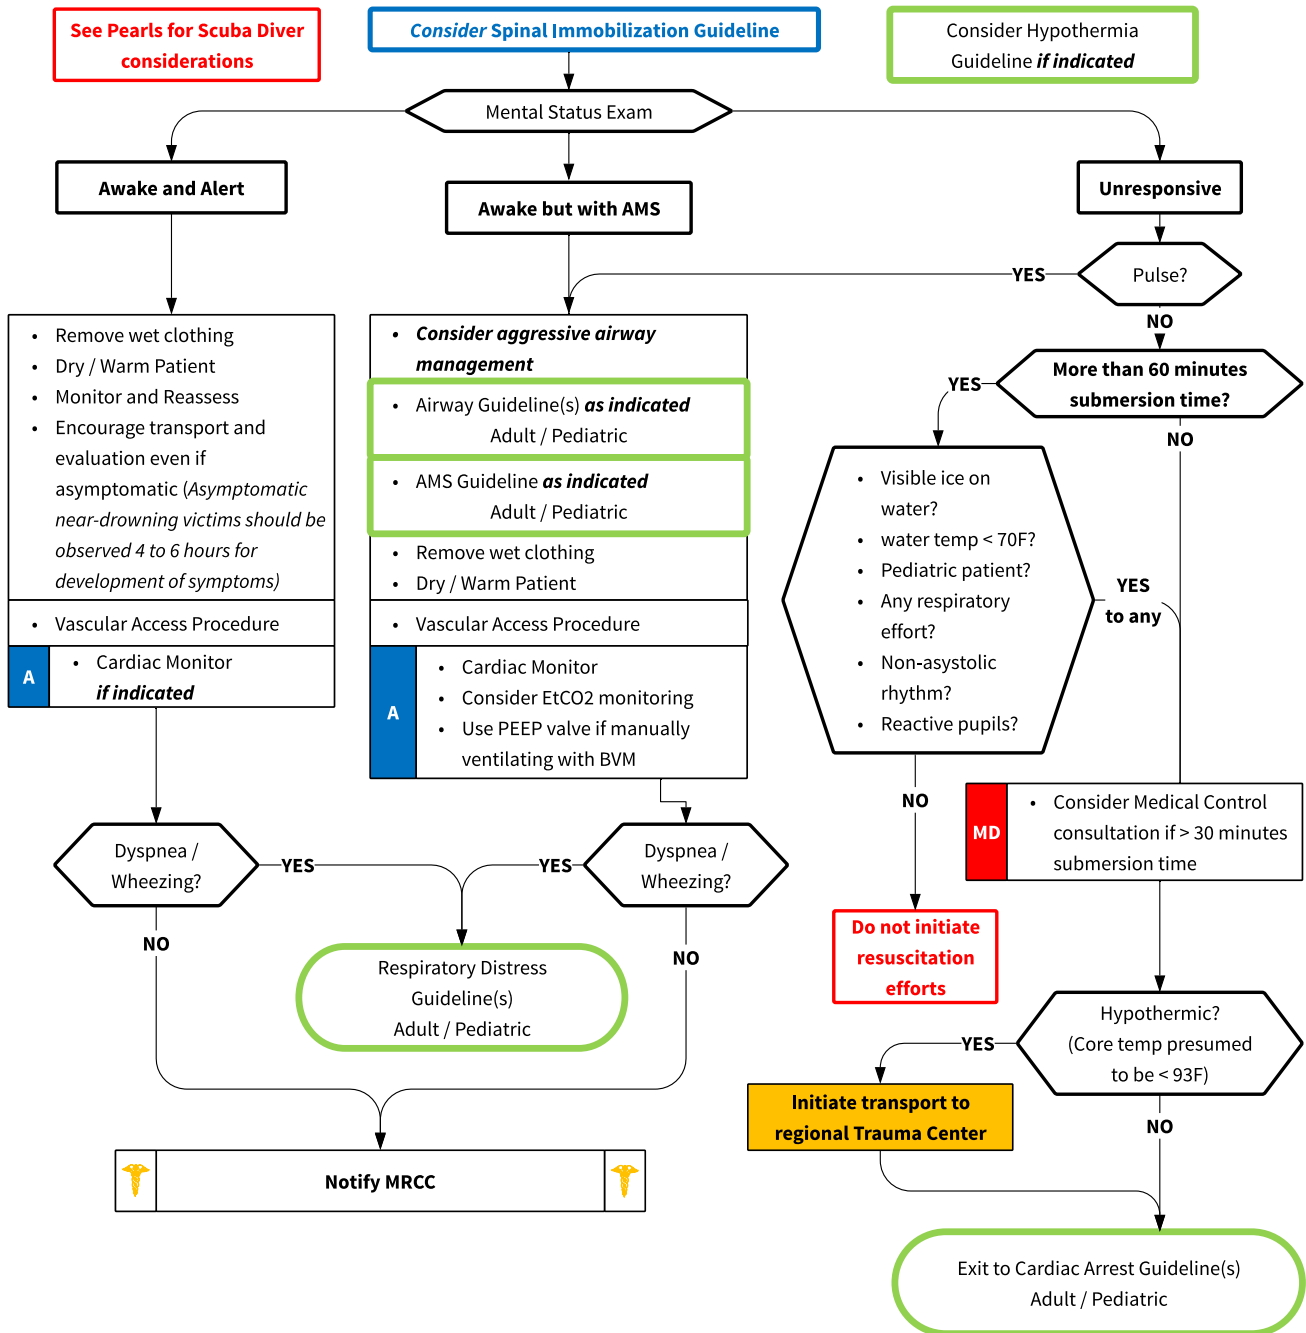 See Pearls for Scuba Diver
considerations
Consider Spinal Immobilization Guideline
Consider Hypothermia
Guideline if indicated
Mental Status Exam
Awake and Alert
Awake but with AMS
Unresponsive
Pulse?
YES
NO
More than 60 minutes
submersion time?
YES
NO
• Remove wet clothing
• Dry / Warm Patient
• Monitor and Reassess
• Encourage transport and
evaluation even if
asymptomatic (Asymptomatic
near-drowning victims should be
observed 4 to 6 hours for
development of symptoms)
• Vascular Access Procedure
A
• Cardiac Monitor
if indicated
• Consider aggressive airway
management
• Airway Guideline(s) as indicated
Adult / Pediatric
• AMS Guideline as indicated
Adult / Pediatric
• Remove wet clothing
• Dry / Warm Patient
• Vascular Access Procedure
A
• Cardiac Monitor
• Consider EtCO2 monitoring
• Use PEEP valve if manually
ventilating with BVM
• Visible ice on
water?
• water temp < 70F?
• Pediatric patient?
• Any respiratory
effort?
• Non-asystolic
rhythm?
• Reactive pupils?
YES
to any
NO
MD
• Consider Medical Control
consultation if > 30 minutes
submersion time
Do not initiate
resuscitation
efforts
Dyspnea /
Wheezing?
YES
NO
Dyspnea /
Wheezing?
YES
NO
Respiratory Distress
Guideline(s)
Adult / Pediatric
Hypothermic?
(Core temp presumed
to be < 93F)
YES
NO
Initiate transport to
regional Trauma Center
Notify MRCC
Exit to Cardiac Arrest Guideline(s)
Adult / Pediatric